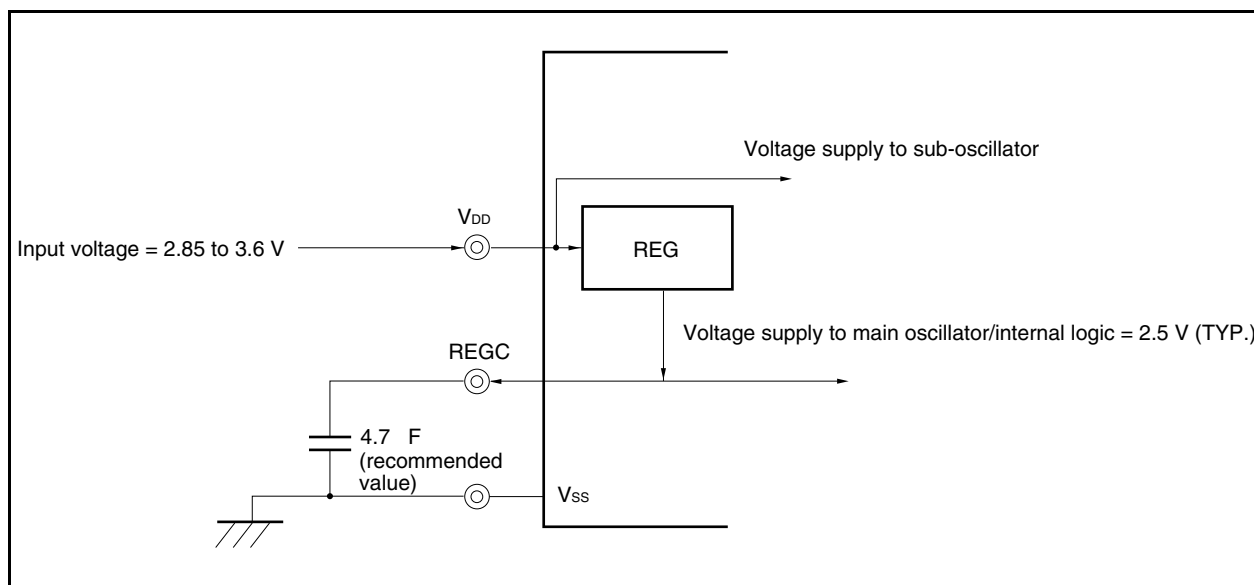 Voltage supply to sub-oscillator
VDD
Input voltage = 2.85 to 3.6 V
REG
Voltage supply to main oscillator/internal logic = 2.5 V (TYP.)
REGC
4.7 F
(recommended
value)
VSS